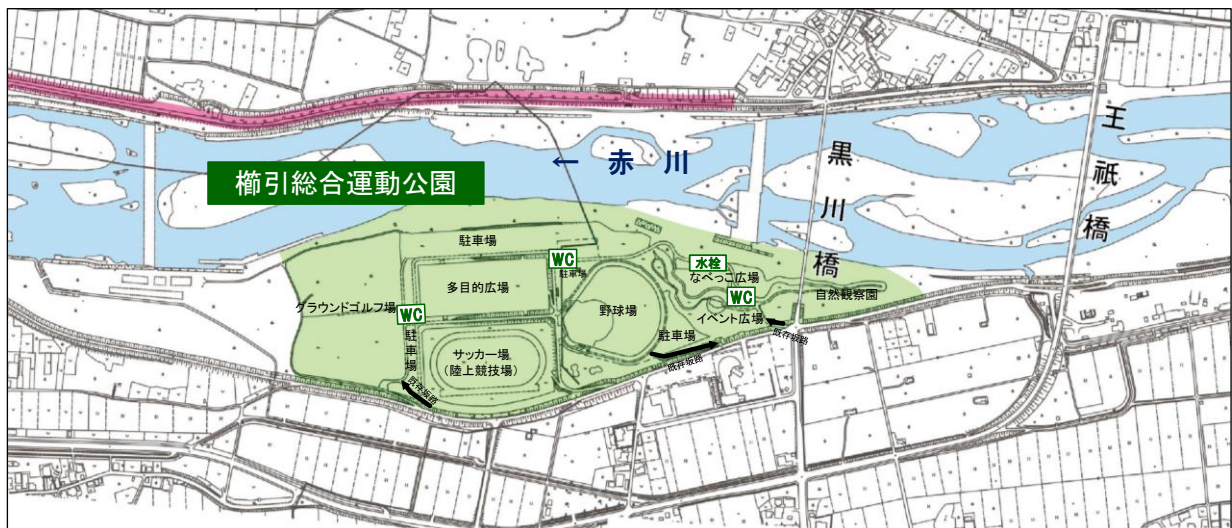 櫛引総合運動公園
← 赤川
黒川橋
王祇橋
駐車場
WC
駐車場
水栓
なべっこ広場
WC
自然観察園
多目的広場
グラウンドゴルフ場
WC
野球場
イベント広場
駐車場
既存坂路
既存坂路
駐車場
サッカー場
(陸上競技場)
既存坂路